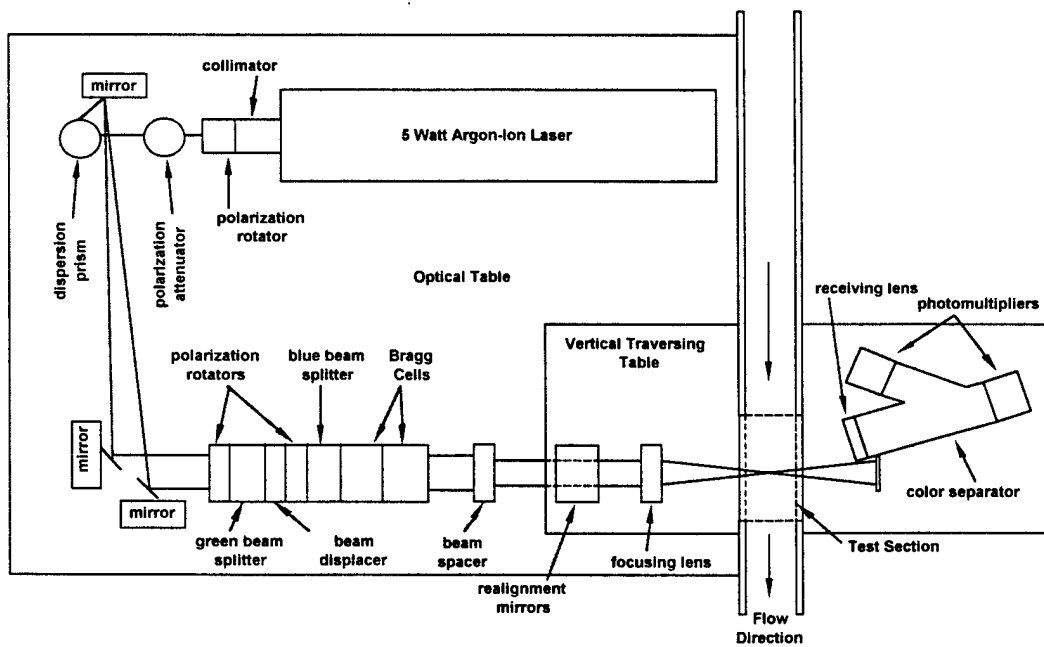 collimator
mirror
5 Watt Argon-Ion Laser
polarization
rotator
dispersion
prism
polarization
attenuator
Optical Table
receiving lens
photomultipliers
Vertical Traversing
Table
polarization
rotators
blue beam
splitter
Bragg
Cells
mirror
mirror
color separator
green beam
splitter
beam
displacer
beam
spacer
focusing lens
Test Section
realignment
mirrors
Flow
Direction